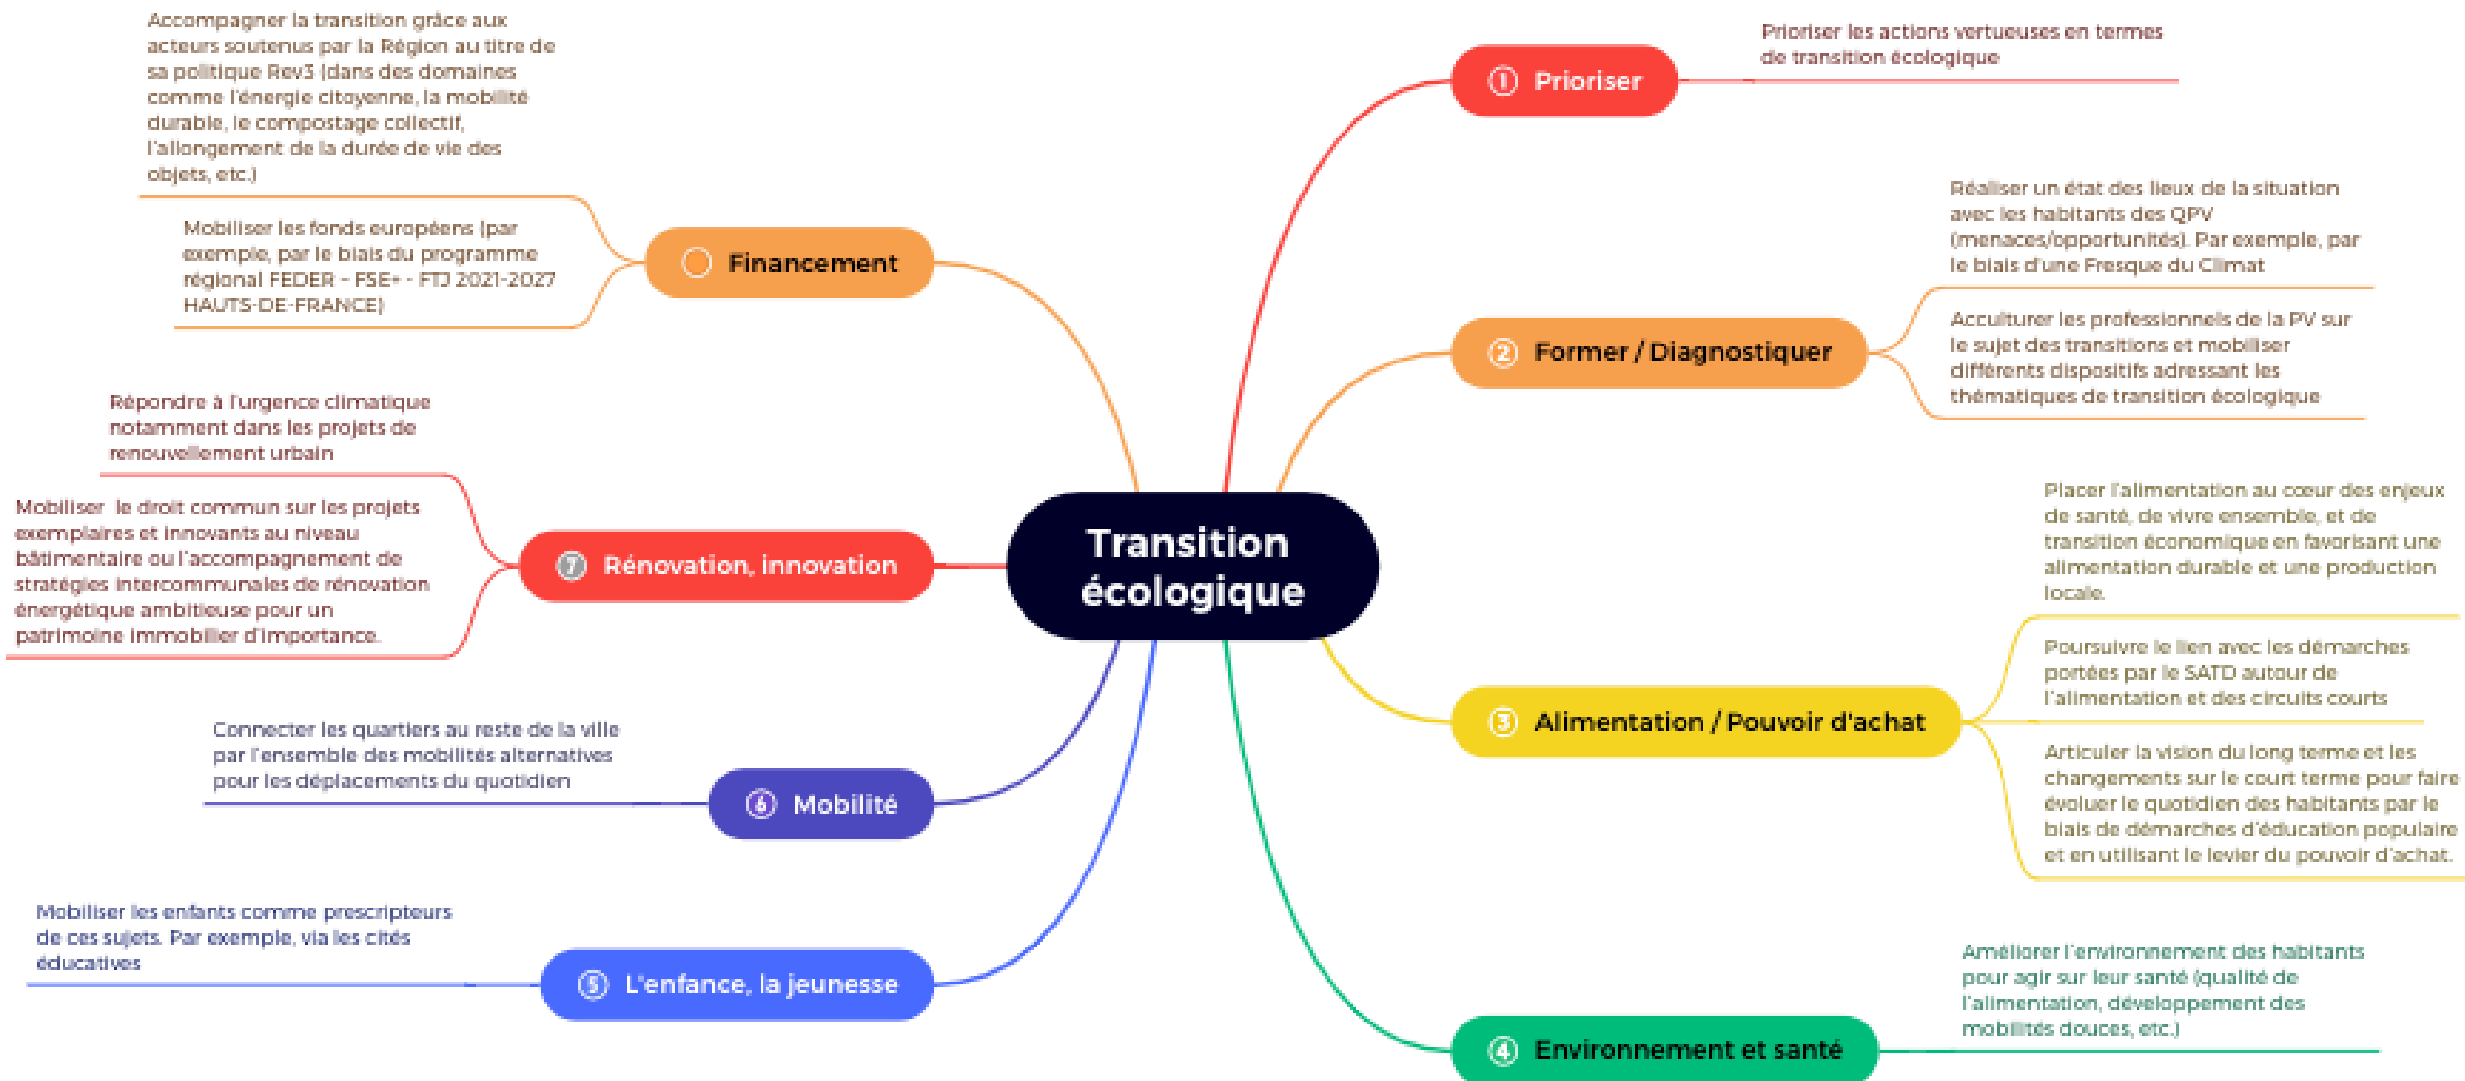 Transition
écologique
① Prioriser
Prioriser les actions vertueuses en termes
de transition écologique
② Former / Diagnostiquer
Réaliser un état des lieux de la situation
avec les habitants des QPV
(menaces/opportunités). Par exemple, par
le biais d'une Fresque du Climat
Acculturer les professionnels de la PV sur
le sujet des transitions et mobiliser
différents dispositifs adressant les
thématiques de transition écologique
③ Alimentation / Pouvoir d'achat
Placer l'alimentation au cœur des enjeux
de santé, de vivre ensemble, et de
transition économique en favorisant une
alimentation durable et une production
locale.
Poursuivre le lien avec les démarches
portées par le SATD autour de
l'alimentation et des circuits courts
Articuler la vision du long terme et les
changements sur le court terme pour faire
évoluer le quotidien des habitants par le
biais de démarches d'éducation populaire
et en utilisant le levier du pouvoir d'achat.
④ Environnement et santé
Améliorer l'environnement des habitants
pour agir sur leur santé (qualité de
l'alimentation, développement des
mobilités douces, etc.)
⑤ L'enfance, la jeunesse
Mobiliser les enfants comme prescripteurs
de ces sujets. Par exemple, via les cités
éducatives
⑥ Mobilité
Connecter les quartiers au reste de la ville
par l'ensemble des mobilités alternatives
pour les déplacements du quotidien
⑦ Rénovation, innovation
Répondre à l'urgence climatique
notamment dans les projets de
renouvellement urbain
Mobiliser le droit commun sur les projets
exemplaires et innovants au niveau
bâtimentaire ou l'accompagnement de
stratégies intercommunales de rénovation
énergétique ambitieuse pour un
patrimoine immobilier d'importance.
Financement
Accompagner la transition grâce aux
acteurs soutenus par la Région au titre de
sa politique Rev3 (dans des domaines
comme l'énergie citoyenne, la mobilité
durable, le compostage collectif,
l'allongement de la durée de vie des
objets, etc.)
Mobiliser les fonds européens (par
exemple, par le biais du programme
régional FEDER - FSE+ - FTJ 2021-2027
HAUTS-DE-FRANCE)